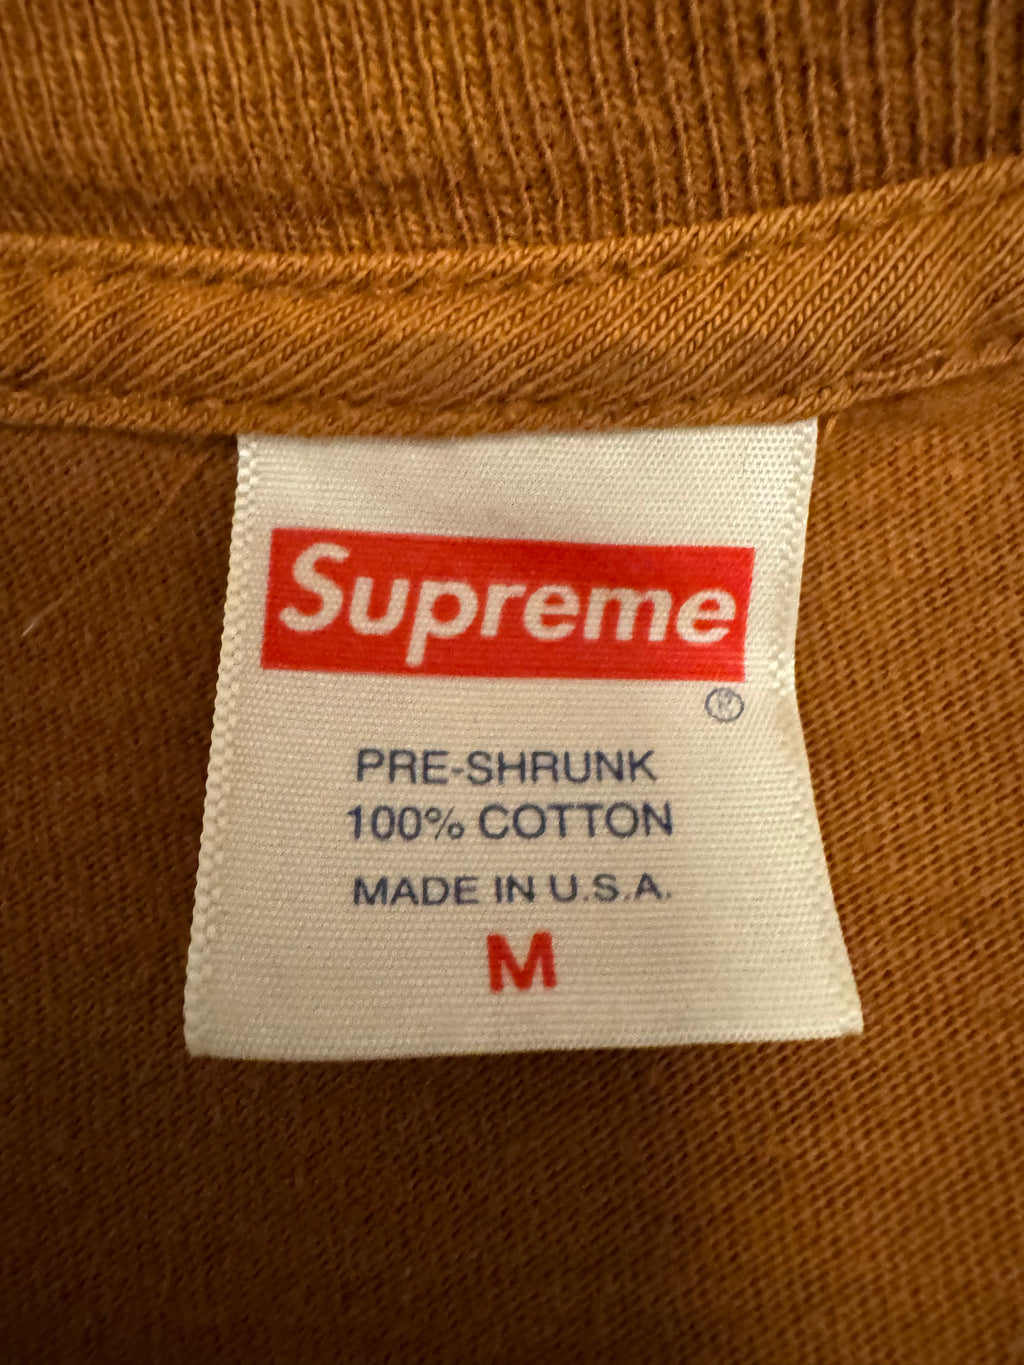 Supreme
®
PRE-SHRUNK
100% COTTON
MADE IN U.S.A.
M